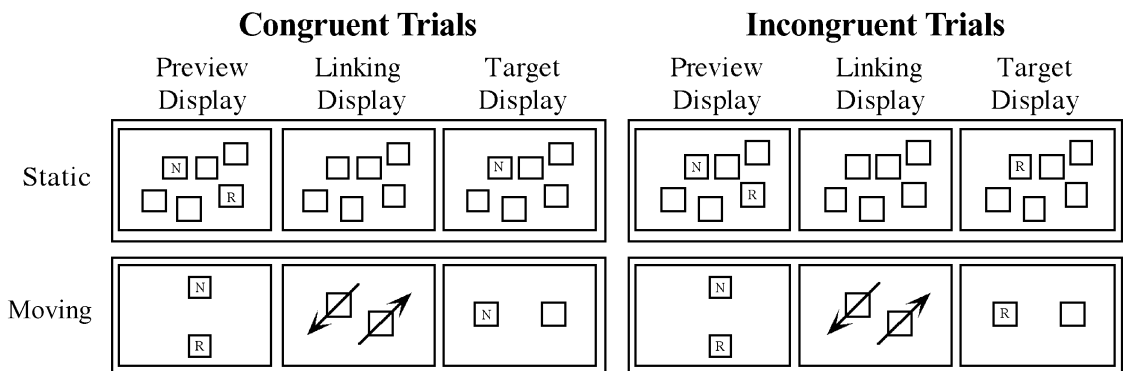 Congruent Trials Incongruent Trials
Preview Linking Target Preview Linking Target
Display Display Display Display Display Display
Static
N N N R
R R
Moving
N N
N R
R R